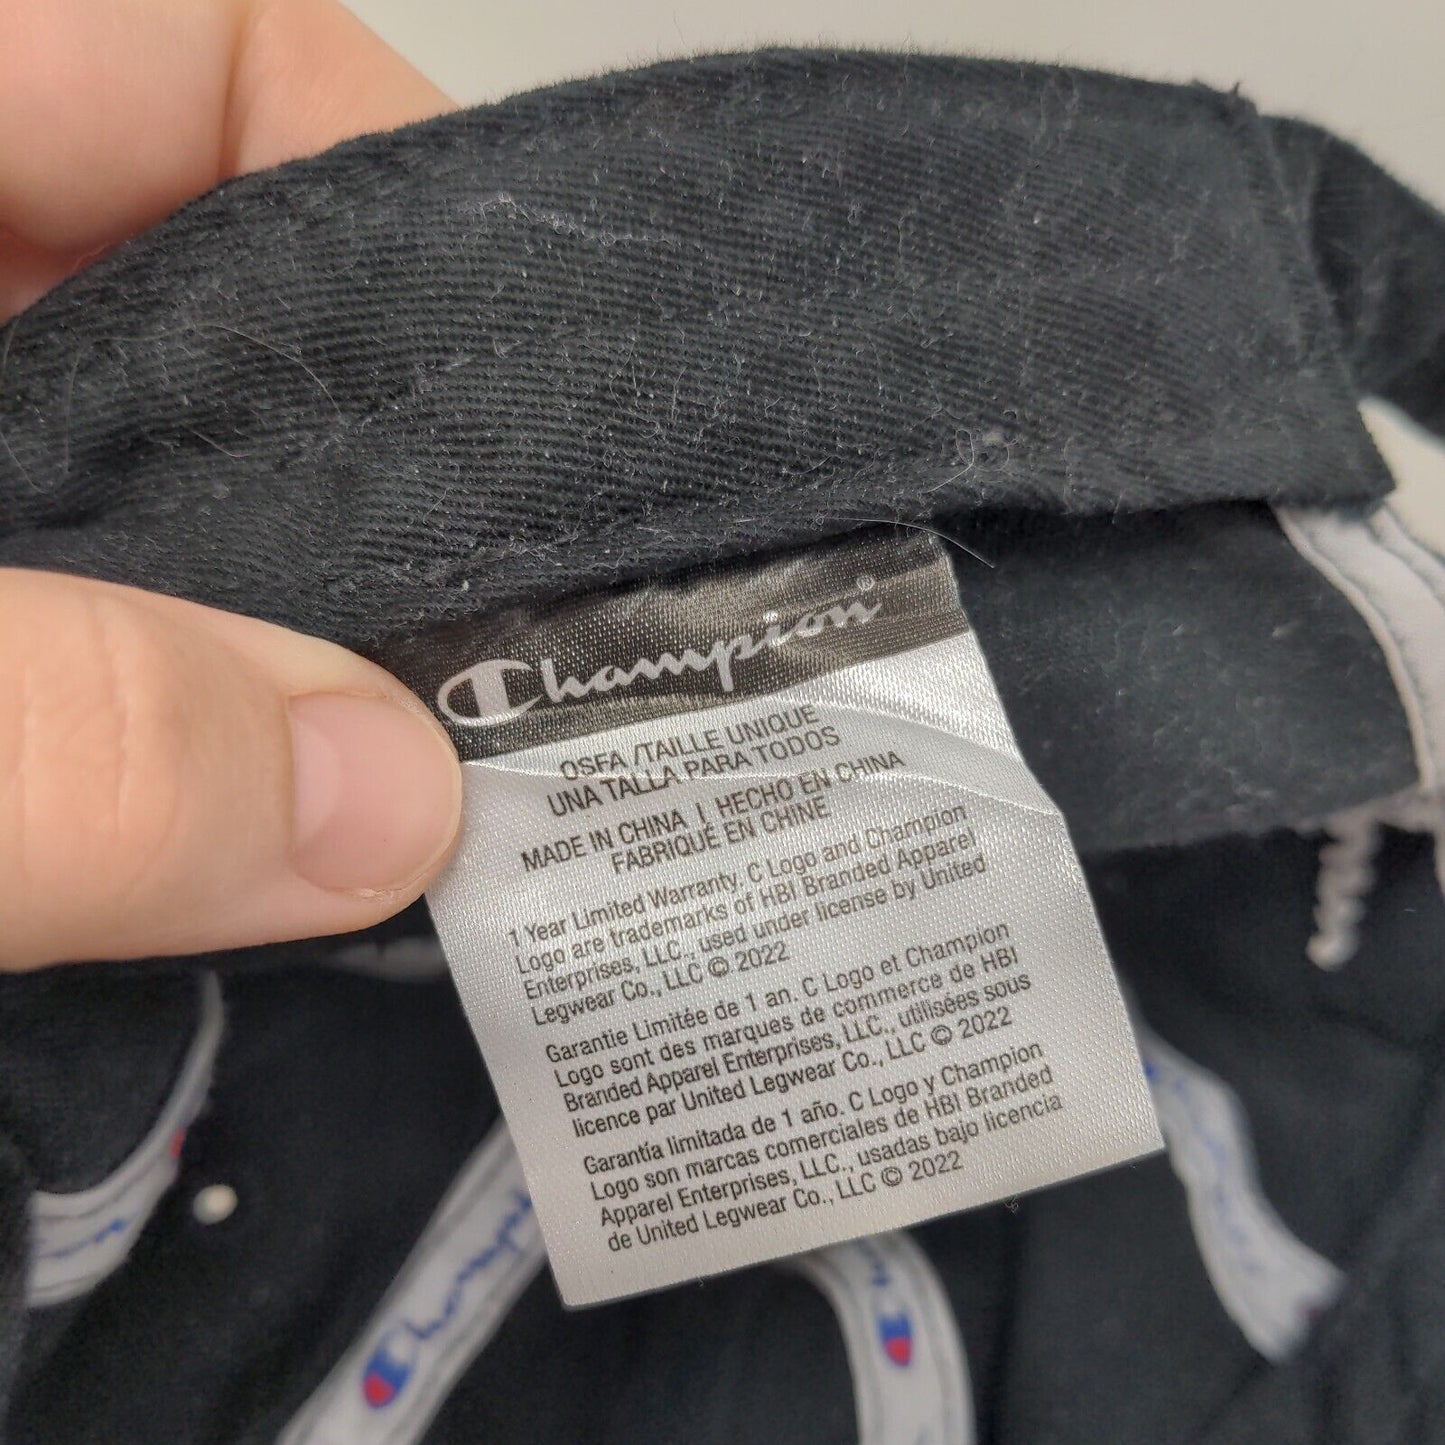 Champion®
OSFA /TAILLE UNIQUE
UNA TALLA PARA TODOS
MADE IN CHINA | HECHO EN CHINA
FABRIQUÉ EN CHINE
1 Year Limited Warranty. C Logo and Champion
Logo are trademarks of HBI Branded Apparel
Enterprises, LLC., used under license by United
Legwear Co., LLC © 2022
Garantie Limitée de 1 an. C Logo et Champion
Logo sont des marques de commerce de HBI
Branded Apparel Enterprises, LLC., utilisées sous
licence par United Legwear Co., LLC © 2022
Garantía limitada de 1 año. C Logo y Champion
Logo son marcas comerciales de HBI Branded
Apparel Enterprises, LLC., usadas bajo licencia
de United Legwear Co., LLC © 2022
Champion